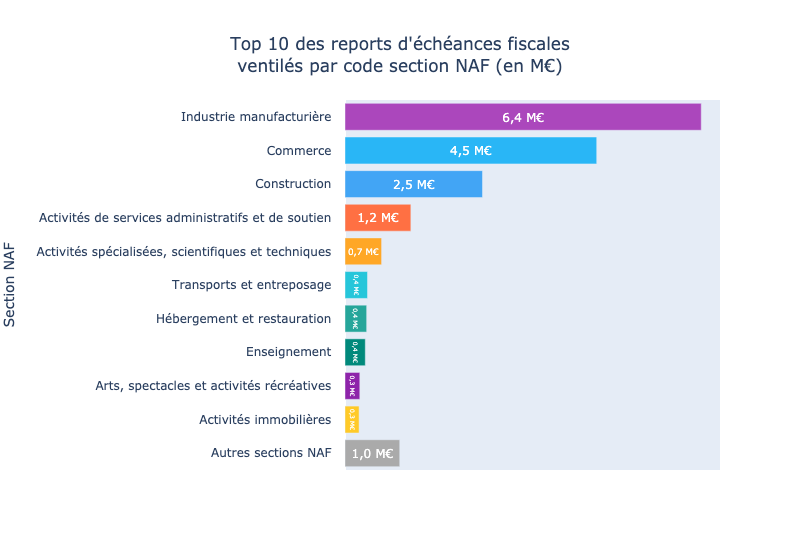 Top 10 des reports d'échéances fiscales
ventilés par code section NAF (en M€)
Section NAF
Industrie manufacturière 6,4 M€
Commerce 4,5 M€
Construction 2,5 M€
Activités de services administratifs et de soutien 1,2 M€
Activités spécialisées, scientifiques et techniques 0,7 M€
Transports et entreposage 0,4 M€
Hébergement et restauration 0,4 M€
Enseignement 0,4 M€
Arts, spectacles et activités récréatives 0,3 M€
Activités immobilières 0,3 M€
Autres sections NAF 1,0 M€